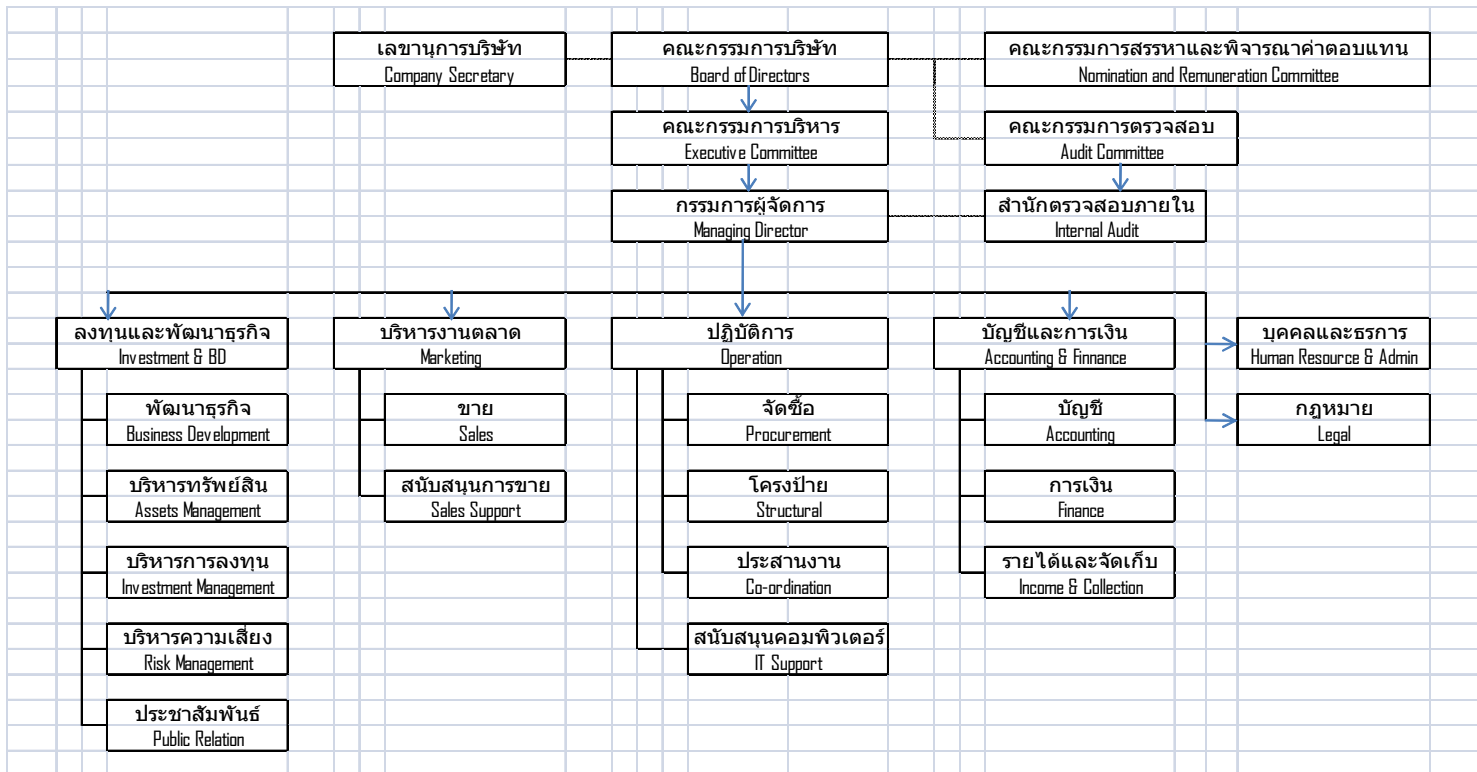 เลขานุการบริษัท
Company Secretary
คณะกรรมการบริษัท
Board of Directors
คณะกรรมการสรรหาและพิจารณาค่าตอบแทน
Nomination and Remuneration Committee
คณะกรรมการบริหาร
Executive Committee
คณะกรรมการตรวจสอบ
Audit Committee
กรรมการผู้จัดการ
Managing Director
สำนักตรวจสอบภายใน
Internal Audit
ลงทุนและพัฒนาธุรกิจ
Investment & BD
บริหารงานตลาด
Marketing
ปฏิบัติการ
Operation
บัญชีและการเงิน
Accounting & Finnance
บุคคลและธรการ
Human Resource & Admin
พัฒนาธุรกิจ
Business Development
ขาย
Sales
จัดซื้อ
Procurement
บัญชี
Accounting
กฎหมาย
Legal
บริหารทรัพย์สิน
Assets Management
สนับสนุนการขาย
Sales Support
โครงป้าย
Structural
การเงิน
Finance
บริหารการลงทุน
Investment Management
ประสานงาน
Co-ordination
รายได้และจัดเก็บ
Income & Collection
บริหารความเสี่ยง
Risk Management
สนับสนุนคอมพิวเตอร์
IT Support
ประชาสัมพันธ์
Public Relation